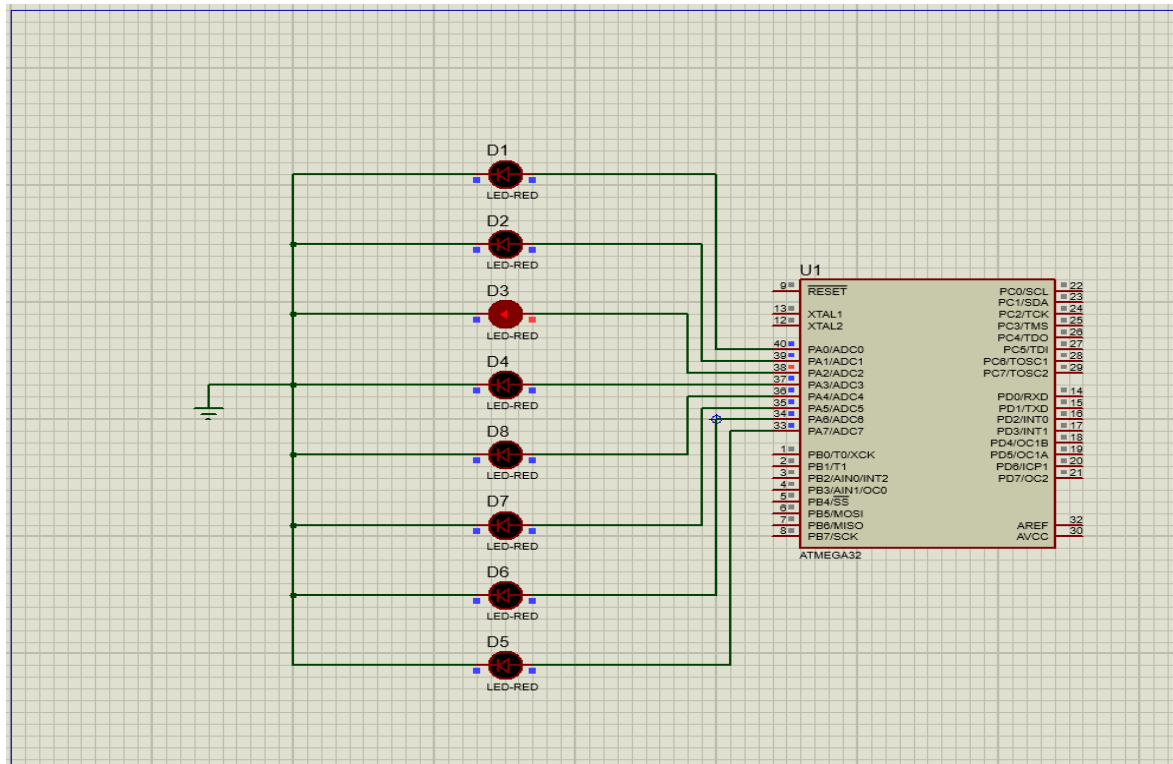 D1
LED-RED
D2
LED-RED
D3
LED-RED
D4
LED-RED
D8
LED-RED
D7
LED-RED
D6
LED-RED
D5
LED-RED
U1
9 RESET
13 XTAL1
12 XTAL2
40 PA0/ADC0
39 PA1/ADC1
38 PA2/ADC2
37 PA3/ADC3
36 PA4/ADC4
35 PA5/ADC5
34 PA6/ADC6
33 PA7/ADC7
1 PB0/T0/XCK
2 PB1/T1
3 PB2/AIN0/INT2
4 PB3/AIN1/OC0
5 PB4/SS
6 PB5/MOSI
7 PB6/MISO
8 PB7/SCK
PC0/SCL 22
PC1/SDA 23
PC2/TCK 24
PC3/TMS 25
PC4/TDO 26
PC5/TDI 27
PC6/TOSC1 28
PC7/TOSC2 29
PD0/RXD 14
PD1/TXD 15
PD2/INT0 16
PD3/INT1 17
PD4/OC1B 18
PD5/OC1A 19
PD6/ICP1 20
PD7/OC2 21
AREF 32
AVCC 30
ATMEGA32